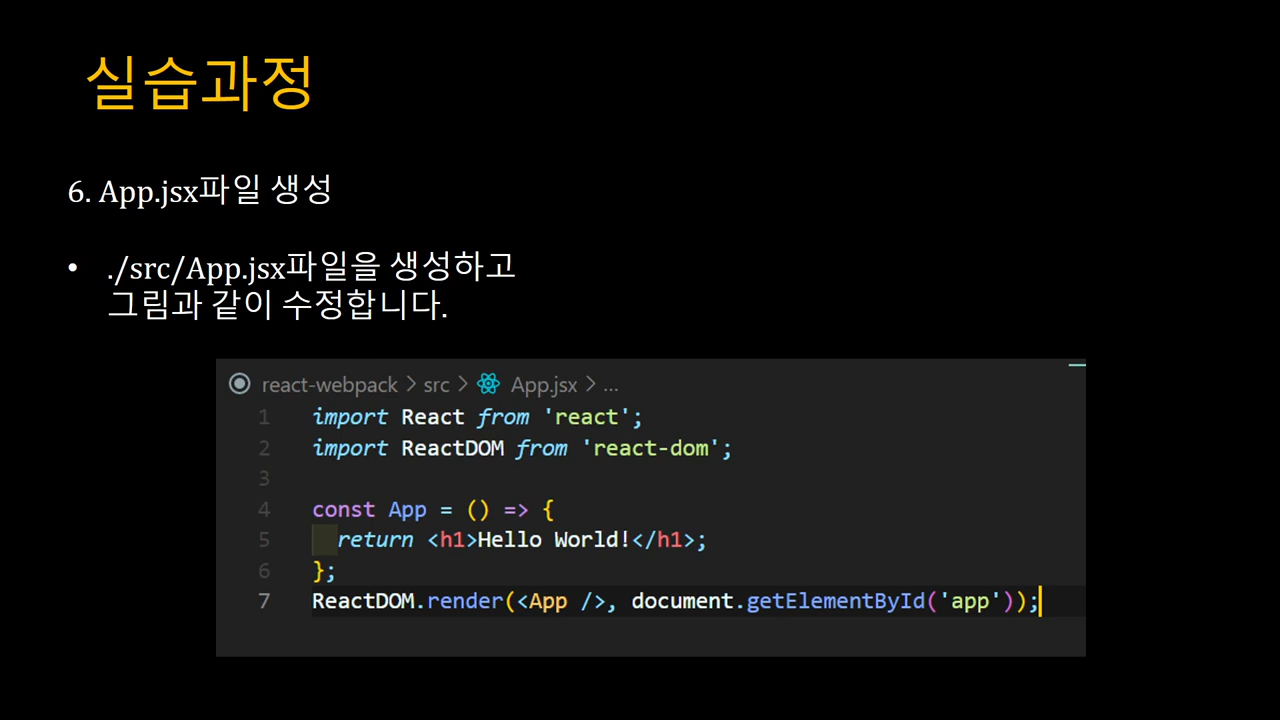 실습과정
6. App.jsx파일 생성
• ./src/App.jsx파일을 생성하고
그림과 같이 수정합니다.
react-webpack > src > App.jsx > ...
1 import React from 'react';
2 import ReactDOM from 'react-dom';
3
4 const App = () => {
5 return <h1>Hello World!</h1>;
6 };
7 ReactDOM.render(<App />, document.getElementById('app'));